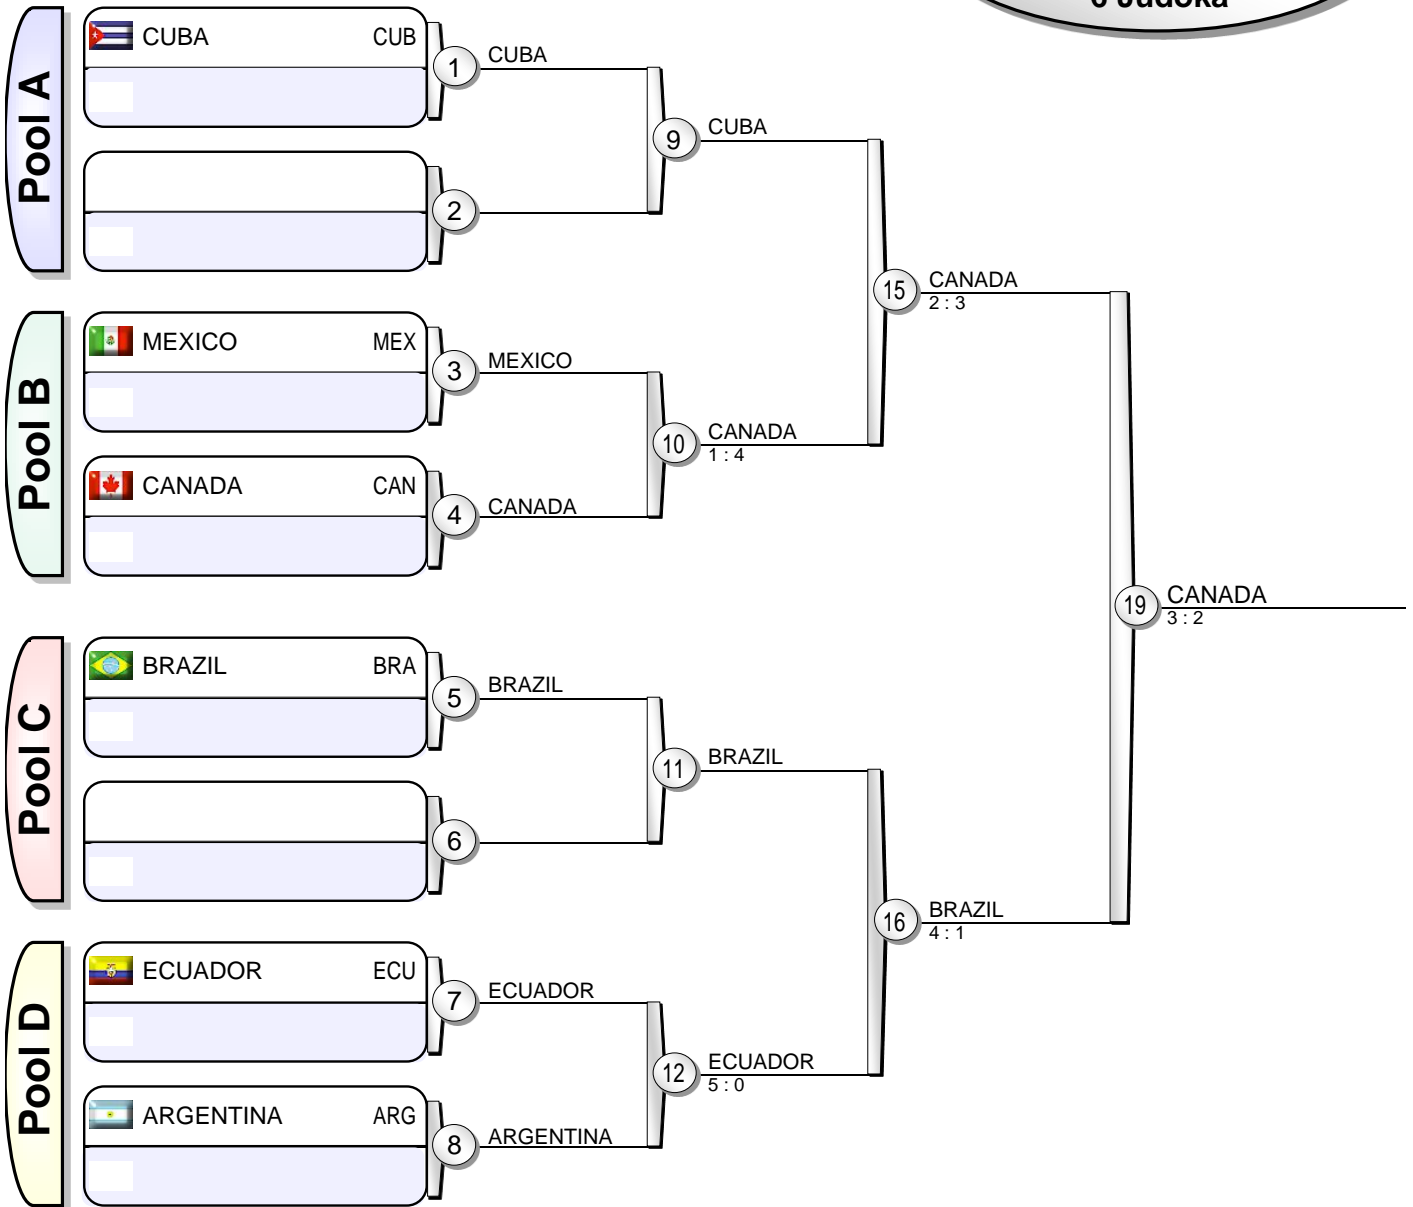 6 Judoka
Pool A
CUBA CUB
1
CUBA
2
9
CUBA
Pool B
MEXICO MEX
3
MEXICO
CANADA CAN
4
CANADA
10
CANADA
1 : 4
15
CANADA
2 : 3
Pool C
BRAZIL BRA
5
BRAZIL
6
11
BRAZIL
Pool D
ECUADOR ECU
7
ECUADOR
ARGENTINA ARG
8
ARGENTINA
12
ECUADOR
5 : 0
16
BRAZIL
4 : 1
19
CANADA
3 : 2